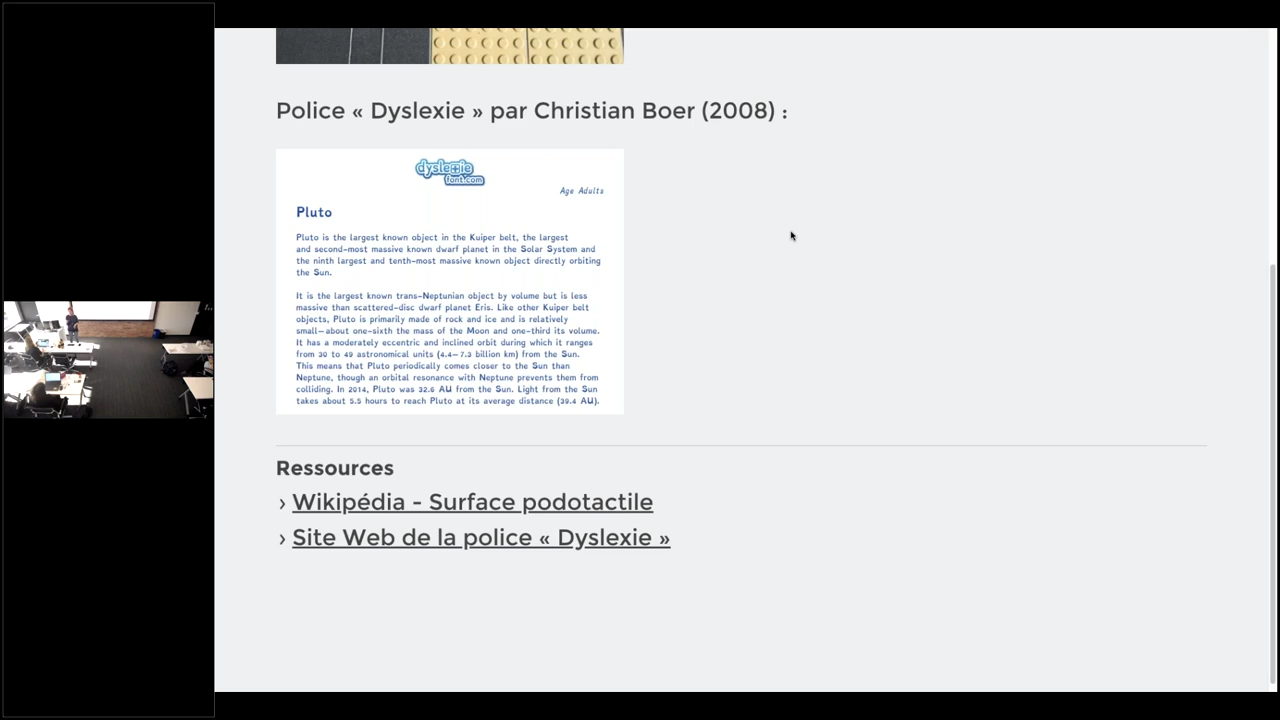 Police « Dyslexie » par Christian Boer (2008) :
dyslexie
font.com
Age Adults
Pluto
Pluto is the largest known object in the Kuiper belt, the largest
and second-most massive known dwarf planet in the Solar System and
the ninth largest and tenth-most massive known object directly orbiting
the Sun.
It is the largest known trans-Neptunian object by volume but is less
massive than scattered-disc dwarf planet Eris. Like other Kuiper belt
objects, Pluto is primarily made of rock and ice and is relatively
small—about one-sixth the mass of the Moon and one-third its volume.
It has a moderately eccentric and inclined orbit during which it ranges
from 30 to 49 astronomical units (4.4—7.3 billion km) from the Sun.
This means that Pluto periodically comes closer to the Sun than
Neptune, though an orbital resonance with Neptune prevents them from
colliding. In 2014, Pluto was 32.6 AU from the Sun. Light from the Sun
takes about 5.5 hours to reach Pluto at its average distance (39.4 AU).
Ressources
› Wikipédia - Surface podotactile
› Site Web de la police « Dyslexie »